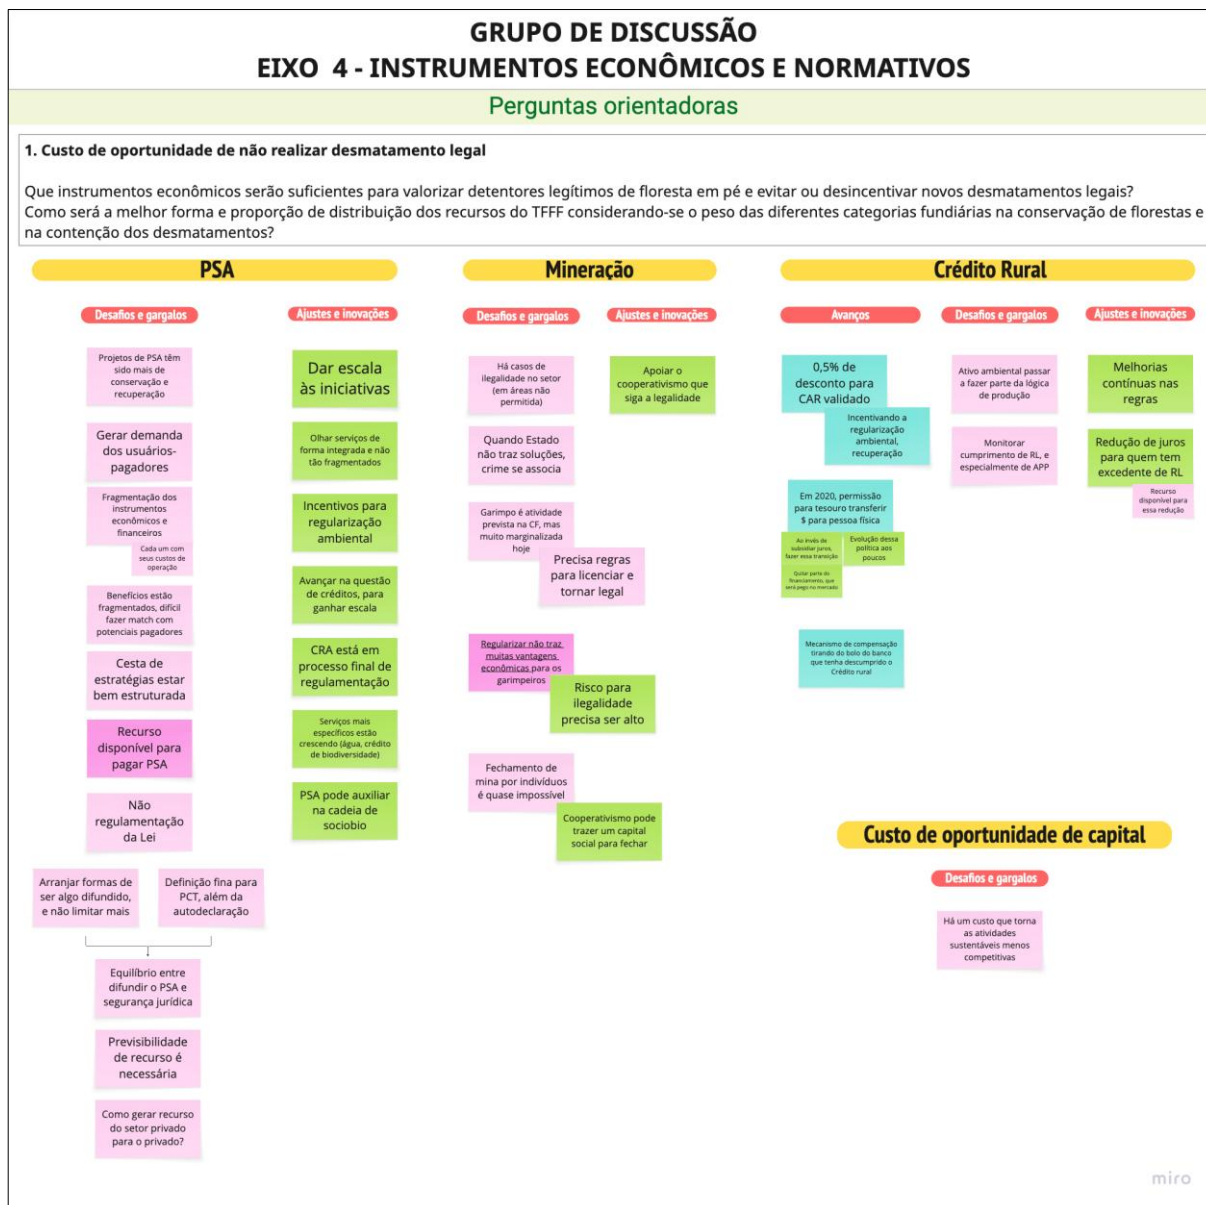 GRUPO DE DISCUSSÃO
EIXO 4 - INSTRUMENTOS ECONÔMICOS E NORMATIVOS
Perguntas orientadoras
1. Custo de oportunidade de não realizar desmatamento legal
Que instrumentos econômicos serão suficientes para valorizar detentores legítimos de floresta em pé e evitar ou desincentivar novos desmatamentos legais?
Como será a melhor forma e proporção de distribuição dos recursos do TFFF considerando-se o peso das diferentes categorias fundiárias na conservação de florestas e
na contenção dos desmatamentos?
PSA
Desafios e gargalos
Projetos de PSA têm
sido mais de
conservação e
recuperação
Gerar demanda
dos usuários-
pagadores
Fragmentação dos
instrumentos
econômicos e
financeiros
Cada um com
seus custos de
operação
Benefícios estão
fragmentados, difícil
fazer match com
potenciais pagadores
Cesta de
estratégias estar
bem estruturada
Recurso
disponível para
pagar PSA
Não
regulamentação
da Lei
Arranjar formas de
ser algo difundido,
e não limitar mais
Definição fina para
PCT, além da
autodeclaração
Equilíbrio entre
difundir o PSA e
segurança jurídica
Previsibilidade
de recurso é
necessária
Como gerar recurso
do setor privado
para o privado?
Ajustes e inovações
Dar escala
às iniciativas
Olhar serviços de
forma integrada e não
tão fragmentados
Incentivos para
regularização
ambiental
Avançar na questão
de créditos, para
ganhar escala
CRA está em
processo final de
regulamentação
Serviços mais
específicos estão
crescendo (água, crédito
de biodiversidade)
PSA pode auxiliar
na cadeia de
sociobio
Mineração
Desafios e gargalos
Há casos de
ilegalidade no setor
(em áreas não
permitida)
Quando Estado
não traz soluções,
crime se associa
Garimpo é atividade
prevista na CF, mas
muito marginalizada
hoje
Precisa regras
para licenciar e
tornar legal
Regularizar não traz
muitas vantagens
econômicas para os
garimpeiros
Risco para
ilegalidade
precisa ser alto
Fechamento de
mina por indivíduos
é quase impossível
Cooperativismo pode
trazer um capital
social para fechar
Ajustes e inovações
Apoiar o
cooperativismo que
siga a legalidade
Crédito Rural
Avanços
0,5% de
desconto para
CAR validado
Incentivando a
regularização
ambiental,
recuperação
Em 2020, permissão
para tesouro transferir
$ para pessoa física
Ao invés de
subsidiar juros,
fazer essa transição
Evolução dessa
política aos
poucos
Quitar parte do
financiamento, que
será pego no mercado
Mecanismo de compensação
tirando do bolo do banco
que tenha descumprido o
Crédito rural
Desafios e gargalos
Ativo ambiental passar
a fazer parte da lógica
de produção
Monitorar
cumprimento de RL, e
especialmente de APP
Ajustes e inovações
Melhorias
contínuas nas
regras
Redução de juros
para quem tem
excedente de RL
Recurso
disponível para
essa redução
Custo de oportunidade de capital
Desafios e gargalos
Há um custo que torna
as atividades
sustentáveis menos
competitivas
miro